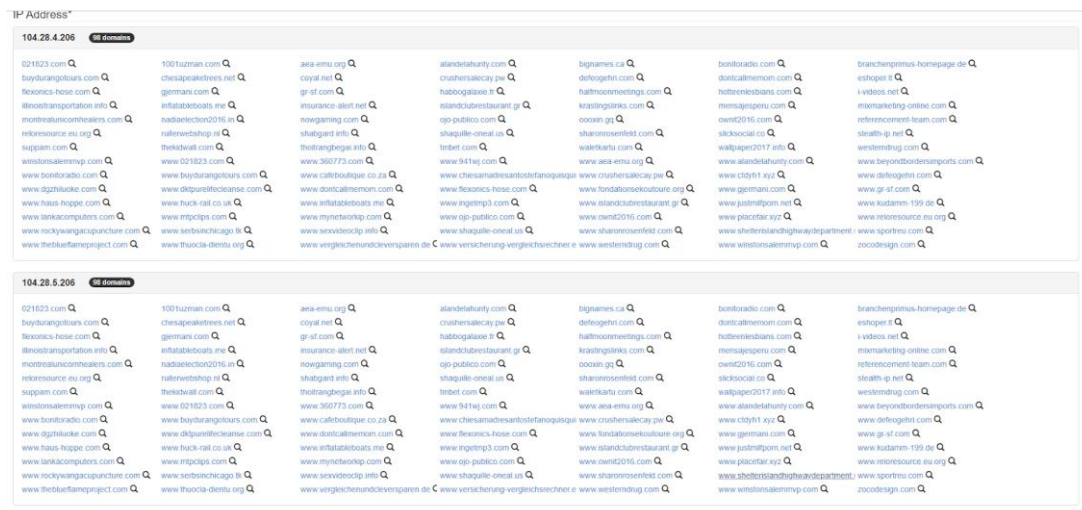 IP Address*
104.28.4.206 98 domains
021823.com 1001uzman.com aea-emu.org alandelahunty.com bignames.ca bonitoradio.com branchenprimus-homepage.de
buydurangotours.com chesapeaketrees.net coyal.net crushersalecay.pw defeogehri.com dontcallmemom.com eshoper.lt
flexonics-hose.com gjermani.com gr-sf.com habbogalaxie.fr halfmoonmeetings.com hotteenlesbians.com i-videos.net
illinoistransportation.info inflatableboats.me insurance-alert.net islandclubrestaurant.gr krastingslinks.com mensajesperu.com mixmarketing-online.com
montrealunicornhealers.com nadiaelection2016.in nowgaming.com ojo-publico.com oooxin.gq ownit2016.com referencement-team.com
reloresource.eu.org ruiterwebshop.nl shabgard.info shaquille-oneal.us sharonrosenfeld.com slicksocial.co stealth-ip.net
suppam.com thekidwall.com thoitrangbegai.info tmbet.com waletkartu.com wallpaper2017.info westerndrug.com
winstonsalemmvp.com www.021823.com www.360773.com www.941wj.com www.aea-emu.org www.alandelahunty.com www.beyondbordersimports.com
www.bonitoradio.com www.buydurangotours.com www.cafeboutique.co.za www.chiesamadresantostefanoquisqui www.crushersalecay.pw www.ctdyh1.xyz www.defeogehri.com
www.dgzhiluoke.com www.dktpurelifecleanse.com www.dontcallmemom.com www.flexonics-hose.com www.fondationsekoutoure.org www.gjermani.com www.gr-sf.com
www.haus-hoppe.com www.huck-rail.co.uk www.inflatableboats.me www.ingetmp3.com www.islandclubrestaurant.gr www.justmilfporn.net www.kudamm-199.de
www.lankacomputers.com www.mtpclips.com www.mynetworkip.com www.ojo-publico.com www.ownit2016.com www.placefair.xyz www.reloresource.eu.org
www.rockywangacupuncture.com www.serbsinchicago.tk www.sexvideoclip.info www.shaquille-oneal.us www.sharonrosenfeld.com www.shelterislandhighwaydepartment. www.sportreu.com
www.theblueflameproject.com www.thuocla-dientu.org www.vergleichenundcleversparen.de www.versicherung-vergleichsrechner.e www.westerndrug.com www.winstonsalemmvp.com zocodesign.com
104.28.5.206 98 domains
021823.com 1001uzman.com aea-emu.org alandelahunty.com bignames.ca bonitoradio.com branchenprimus-homepage.de
buydurangotours.com chesapeaketrees.net coyal.net crushersalecay.pw defeogehri.com dontcallmemom.com eshoper.lt
flexonics-hose.com gjermani.com gr-sf.com habbogalaxie.fr halfmoonmeetings.com hotteenlesbians.com i-videos.net
illinoistransportation.info inflatableboats.me insurance-alert.net islandclubrestaurant.gr krastingslinks.com mensajesperu.com mixmarketing-online.com
montrealunicornhealers.com nadiaelection2016.in nowgaming.com ojo-publico.com oooxin.gq ownit2016.com referencement-team.com
reloresource.eu.org ruiterwebshop.nl shabgard.info shaquille-oneal.us sharonrosenfeld.com slicksocial.co stealth-ip.net
suppam.com thekidwall.com thoitrangbegai.info tmbet.com waletkartu.com wallpaper2017.info westerndrug.com
winstonsalemmvp.com www.021823.com www.360773.com www.941wj.com www.aea-emu.org www.alandelahunty.com www.beyondbordersimports.com
www.bonitoradio.com www.buydurangotours.com www.cafeboutique.co.za www.chiesamadresantostefanoquisqui www.crushersalecay.pw www.ctdyh1.xyz www.defeogehri.com
www.dgzhiluoke.com www.dktpurelifecleanse.com www.dontcallmemom.com www.flexonics-hose.com www.fondationsekoutoure.org www.gjermani.com www.gr-sf.com
www.haus-hoppe.com www.huck-rail.co.uk www.inflatableboats.me www.ingetmp3.com www.islandclubrestaurant.gr www.justmilfporn.net www.kudamm-199.de
www.lankacomputers.com www.mtpclips.com www.mynetworkip.com www.ojo-publico.com www.ownit2016.com www.placefair.xyz www.reloresource.eu.org
www.rockywangacupuncture.com www.serbsinchicago.tk www.sexvideoclip.info www.shaquille-oneal.us www.sharonrosenfeld.com www.shelterislandhighwaydepartment. www.sportreu.com
www.theblueflameproject.com www.thuocla-dientu.org www.vergleichenundcleversparen.de www.versicherung-vergleichsrechner.e www.westerndrug.com www.winstonsalemmvp.com zocodesign.com